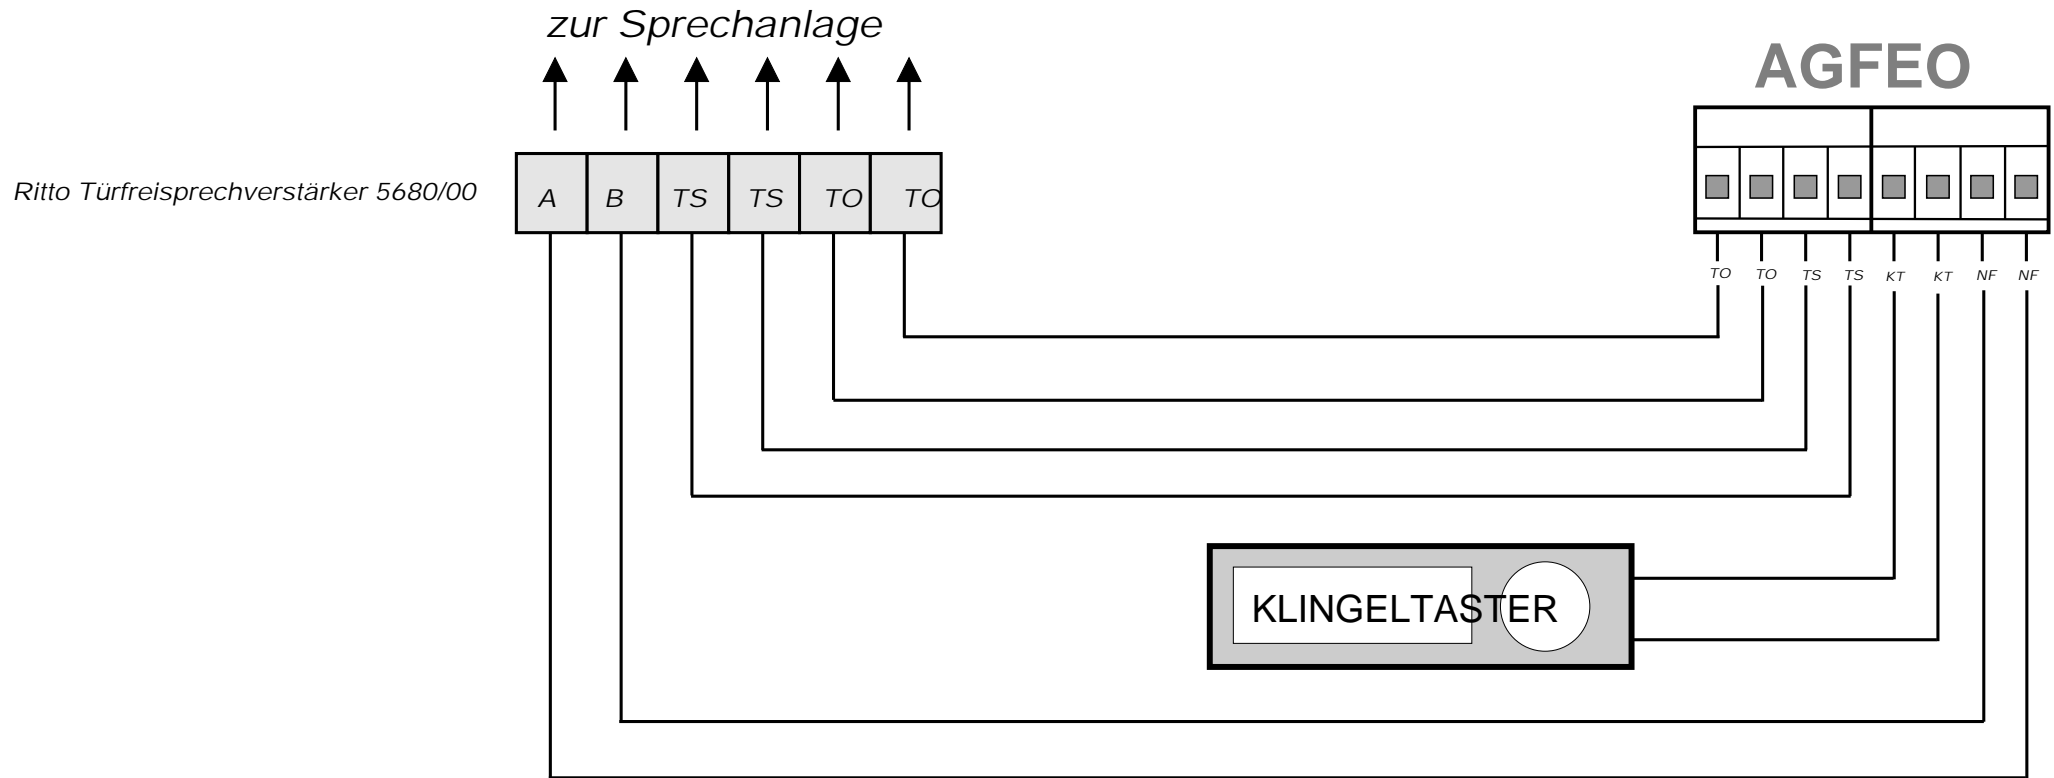 zur Sprechanlage
AGFEO
Ritto Türfreisprechverstärker 5680/00
A B TS TS TO TO
TO TO TS TS KT KT NF NF
KLINGELTASTER